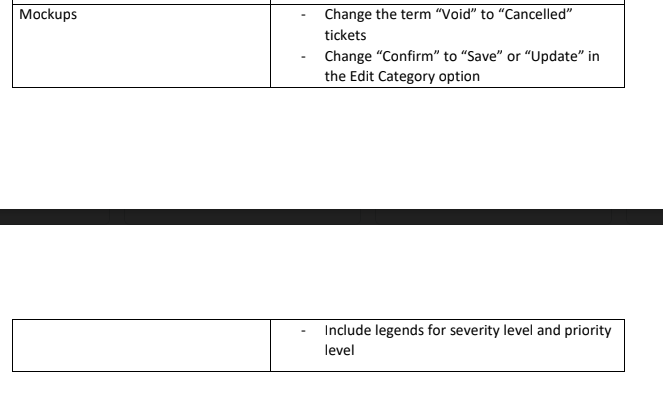 Mockups
- Change the term “Void” to “Cancelled”
tickets
- Change “Confirm” to “Save” or “Update” in
the Edit Category option
- Include legends for severity level and priority
level